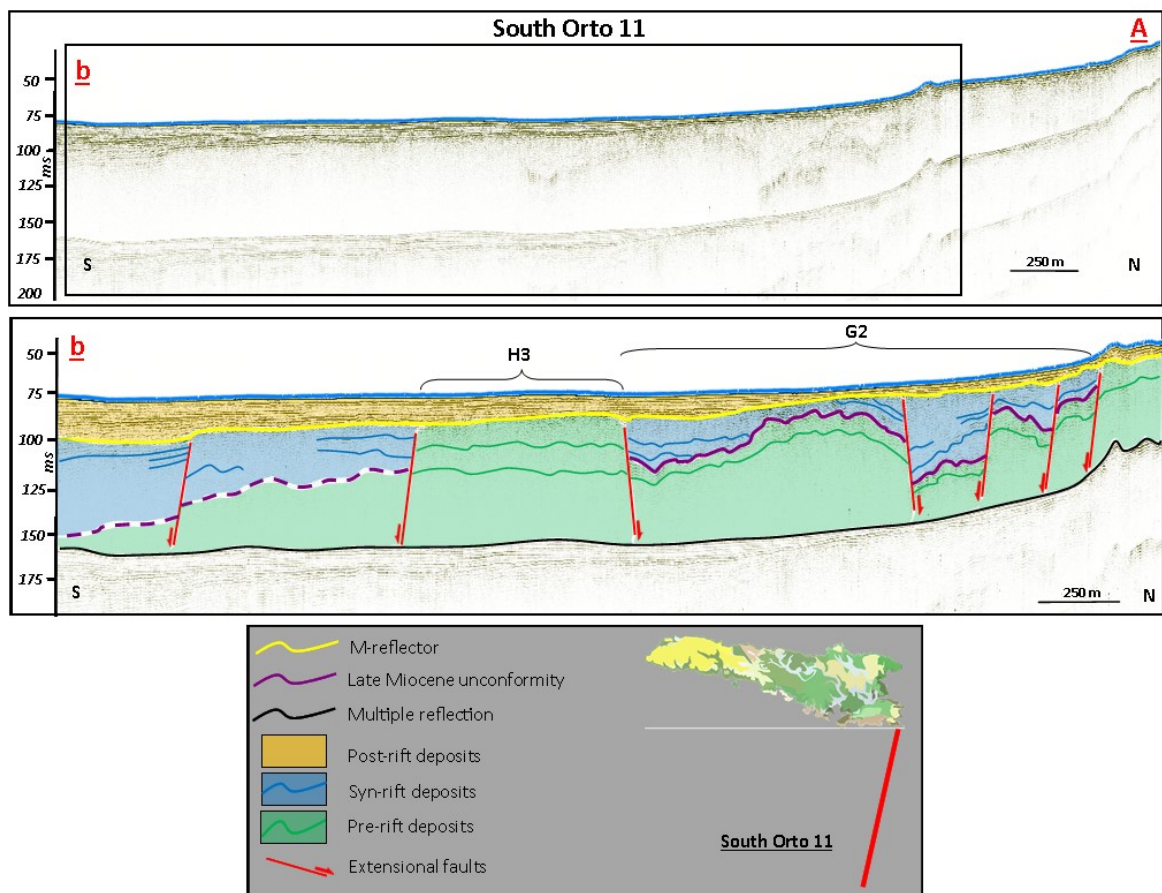 South Orto 11
A
b
50
75
100
ms
125
150
175
200
S
250 m
N
b
H3
G2
50
75
100
ms
125
150
175
S
250 m
N
M-reflector
Late Miocene unconformity
Multiple reflection
Post-rift deposits
Syn-rift deposits
Pre-rift deposits
Extensional faults
South Orto 11